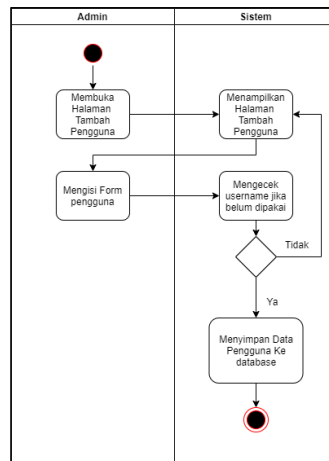 Admin
Sistem
Membuka
Halaman
Tambah
Pengguna
Menampilkan
Halaman
Tambah
Pengguna
Mengisi Form
pengguna
Mengecek
username jika
belum dipakai
Tidak
Ya
Menyimpan Data
Pengguna Ke
database